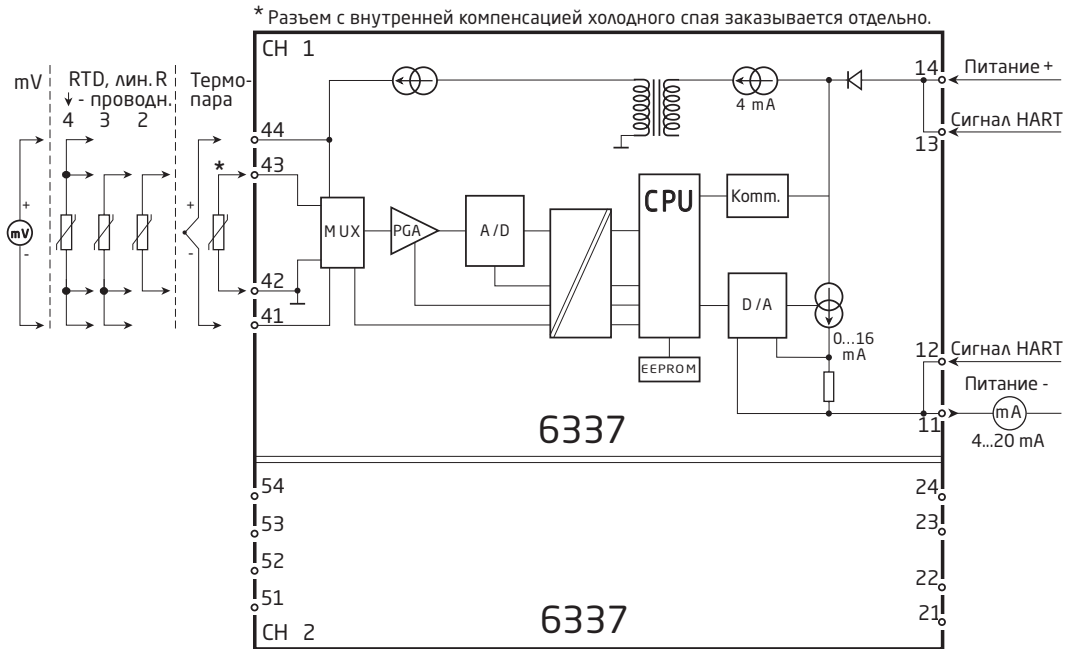 * Разъем с внутренней компенсацией холодного спая заказывается отдельно.
CH 1
mV
RTD, лин. R
- проводн.
4 3 2
Термо-
пара
44
43
*
42
41
+
mV
-
+
-
MUX
PGA
A/D
CPU
Komm.
D/A
EEPROM
4 mA
0...16
mA
14
Питание +
Сигнал HART
13
12
Сигнал HART
Питание -
11
mA
4...20 mA
6337
54
53
52
51
CH 2
6337
24
23
22
21